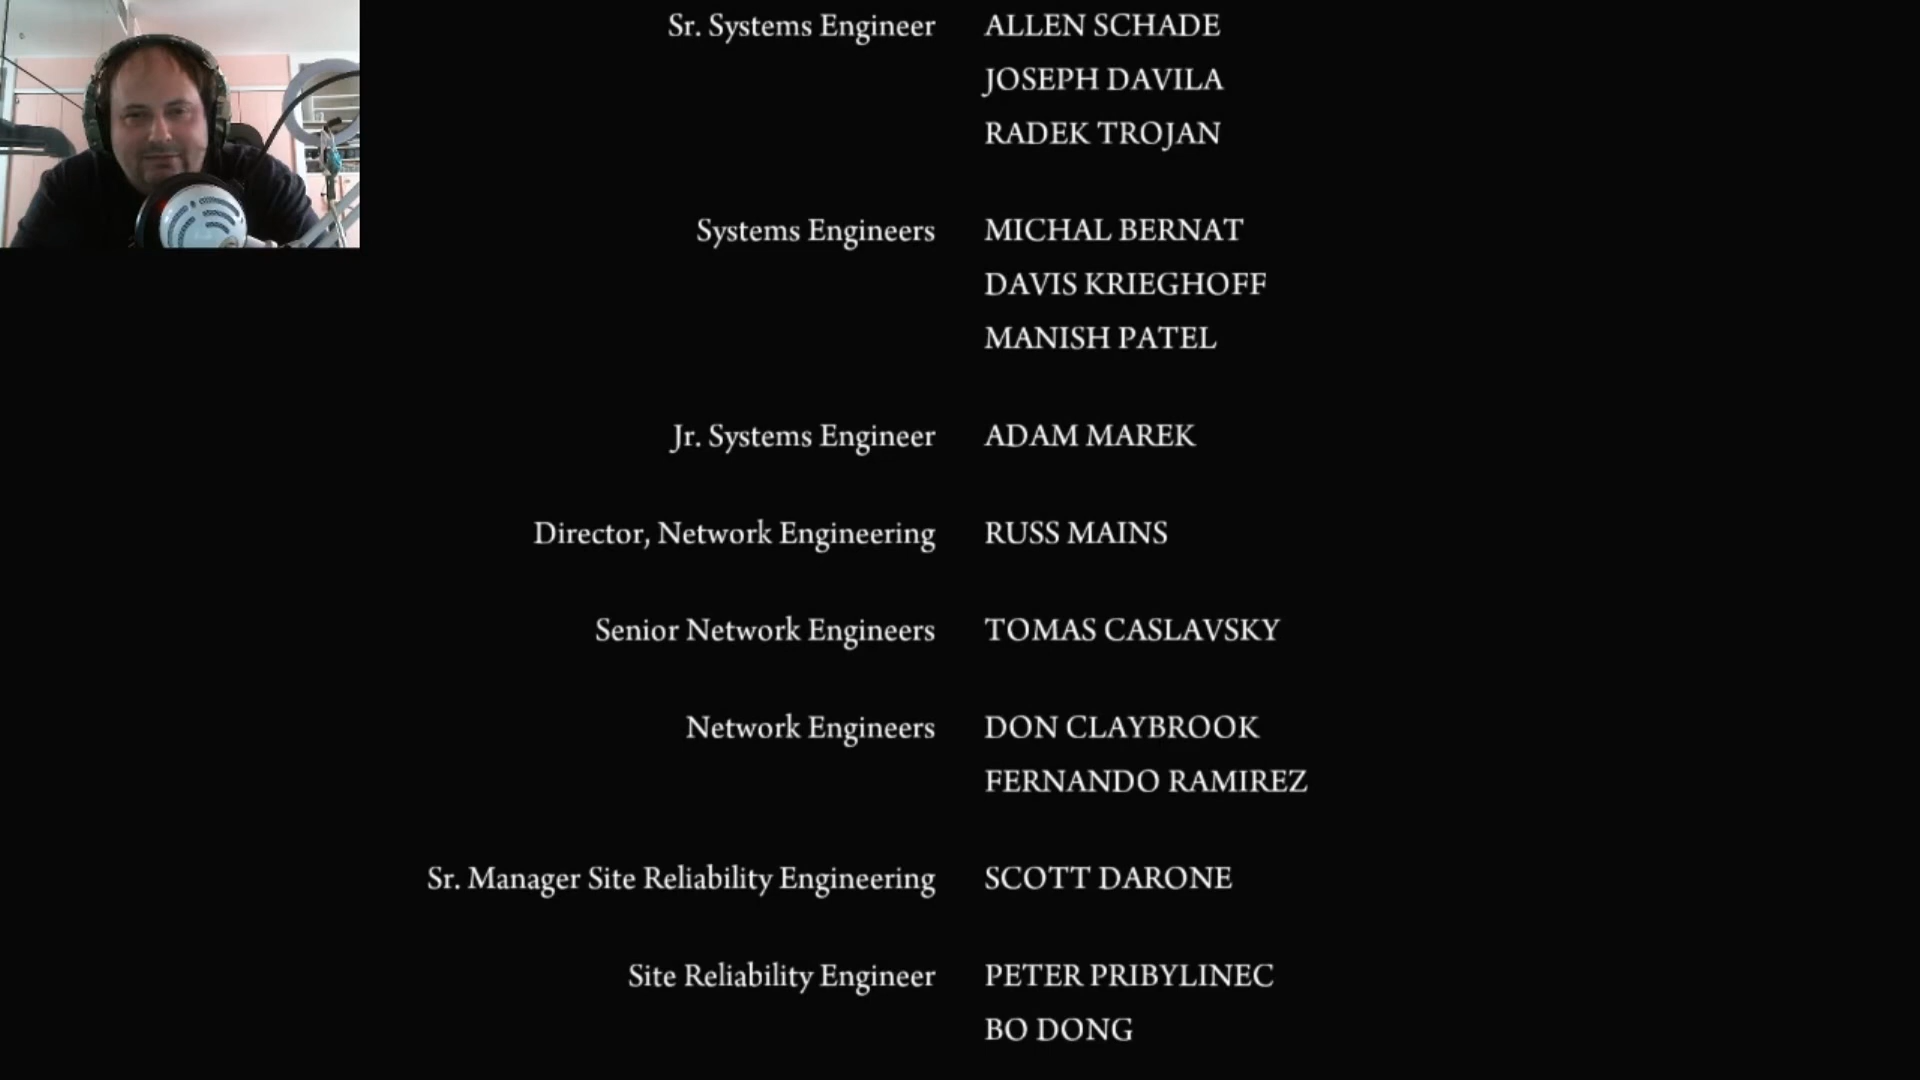 Sr. Systems Engineer ALLEN SCHADE
JOSEPH DAVILA
RADEK TROJAN
Systems Engineers MICHAL BERNAT
DAVIS KRIEGHOFF
MANISH PATEL
Jr. Systems Engineer ADAM MAREK
Director, Network Engineering RUSS MAINS
Senior Network Engineers TOMAS CASLAVSKY
Network Engineers DON CLAYBROOK
FERNANDO RAMIREZ
Sr. Manager Site Reliability Engineering SCOTT DARONE
Site Reliability Engineer PETER PRIBYLINEC
BO DONG